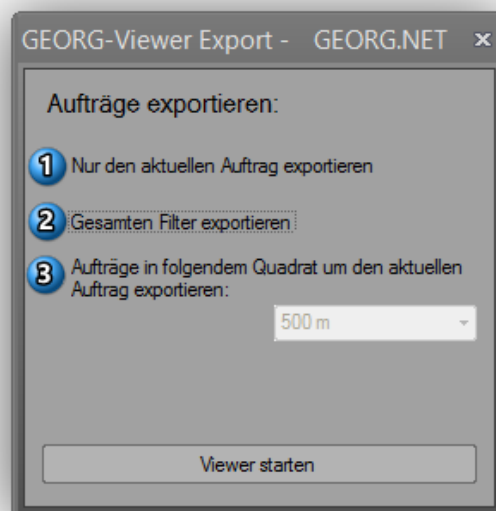 GEORG-Viewer Export - GEORG.NET
Aufträge exportieren:
1 Nur den aktuellen Auftrag exportieren
2 Gesamten Filter exportieren
3 Aufträge in folgendem Quadrat um den aktuellen
Auftrag exportieren:
500 m
Viewer starten